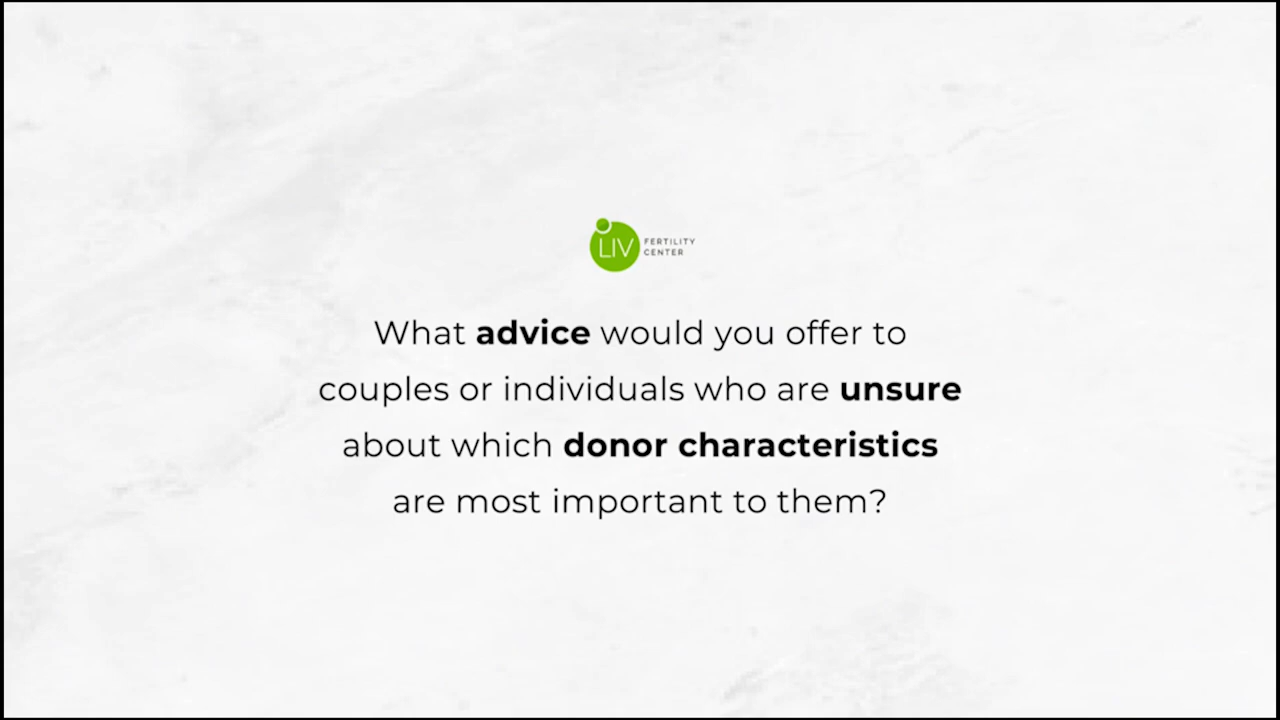 LIV FERTILITY
CENTER
What advice would you offer to
couples or individuals who are unsure
about which donor characteristics
are most important to them?